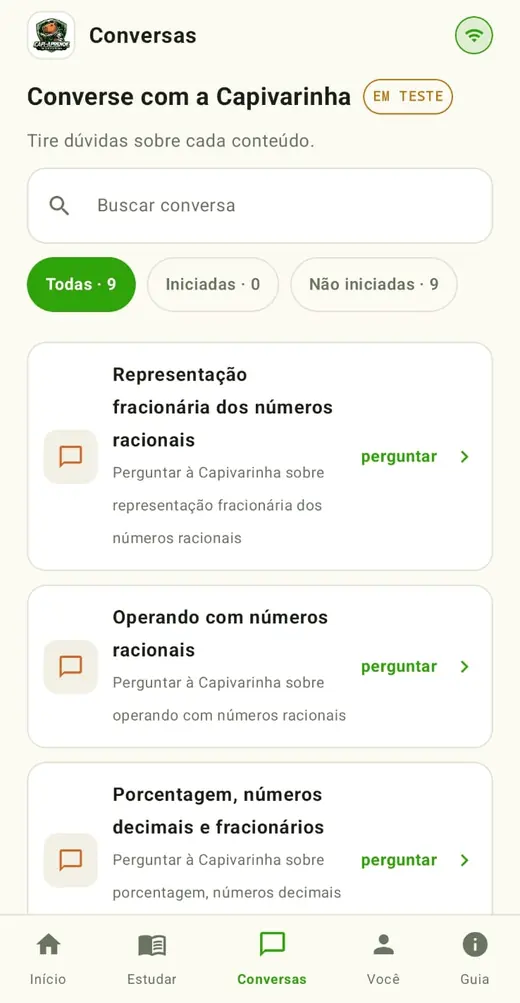 Conversas
Converse com a Capivarinha EM TESTE
Tire dúvidas sobre cada conteúdo.
Buscar conversa
Todas · 9 Iniciadas · 0 Não iniciadas · 9
Representação
fracionária dos números
racionais
Perguntar à Capivarinha sobre
representação fracionária dos
números racionais
perguntar
Operando com números
racionais
Perguntar à Capivarinha sobre
operando com números racionais
perguntar
Porcentagem, números
decimais e fracionários
Perguntar à Capivarinha sobre
porcentagem, números decimais
perguntar
Início Estudar Conversas Você Guia